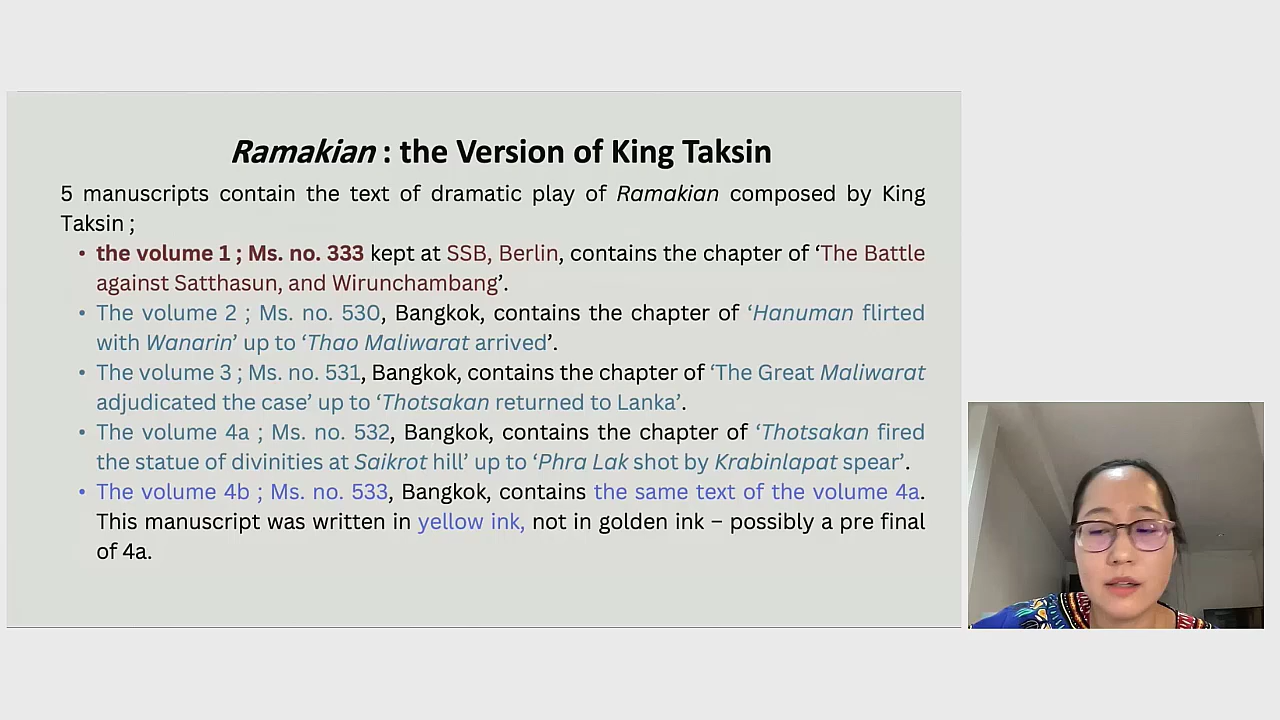 Ramakian : the Version of King Taksin
5 manuscripts contain the text of dramatic play of Ramakian composed by King
Taksin ;
• the volume 1 ; Ms. no. 333 kept at SSB, Berlin, contains the chapter of ‘The Battle
against Satthasun, and Wirunchambang’.
• The volume 2 ; Ms. no. 530, Bangkok, contains the chapter of ‘Hanuman flirted
with Wanarin’ up to ‘Thao Maliwarat arrived’.
• The volume 3 ; Ms. no. 531, Bangkok, contains the chapter of ‘The Great Maliwarat
adjudicated the case’ up to ‘Thotsakan returned to Lanka’.
• The volume 4a ; Ms. no. 532, Bangkok, contains the chapter of ‘Thotsakan fired
the statue of divinities at Saikrot hill’ up to ‘Phra Lak shot by Krabinlapat spear’.
• The volume 4b ; Ms. no. 533, Bangkok, contains the same text of the volume 4a.
This manuscript was written in yellow ink, not in golden ink – possibly a pre final
of 4a.